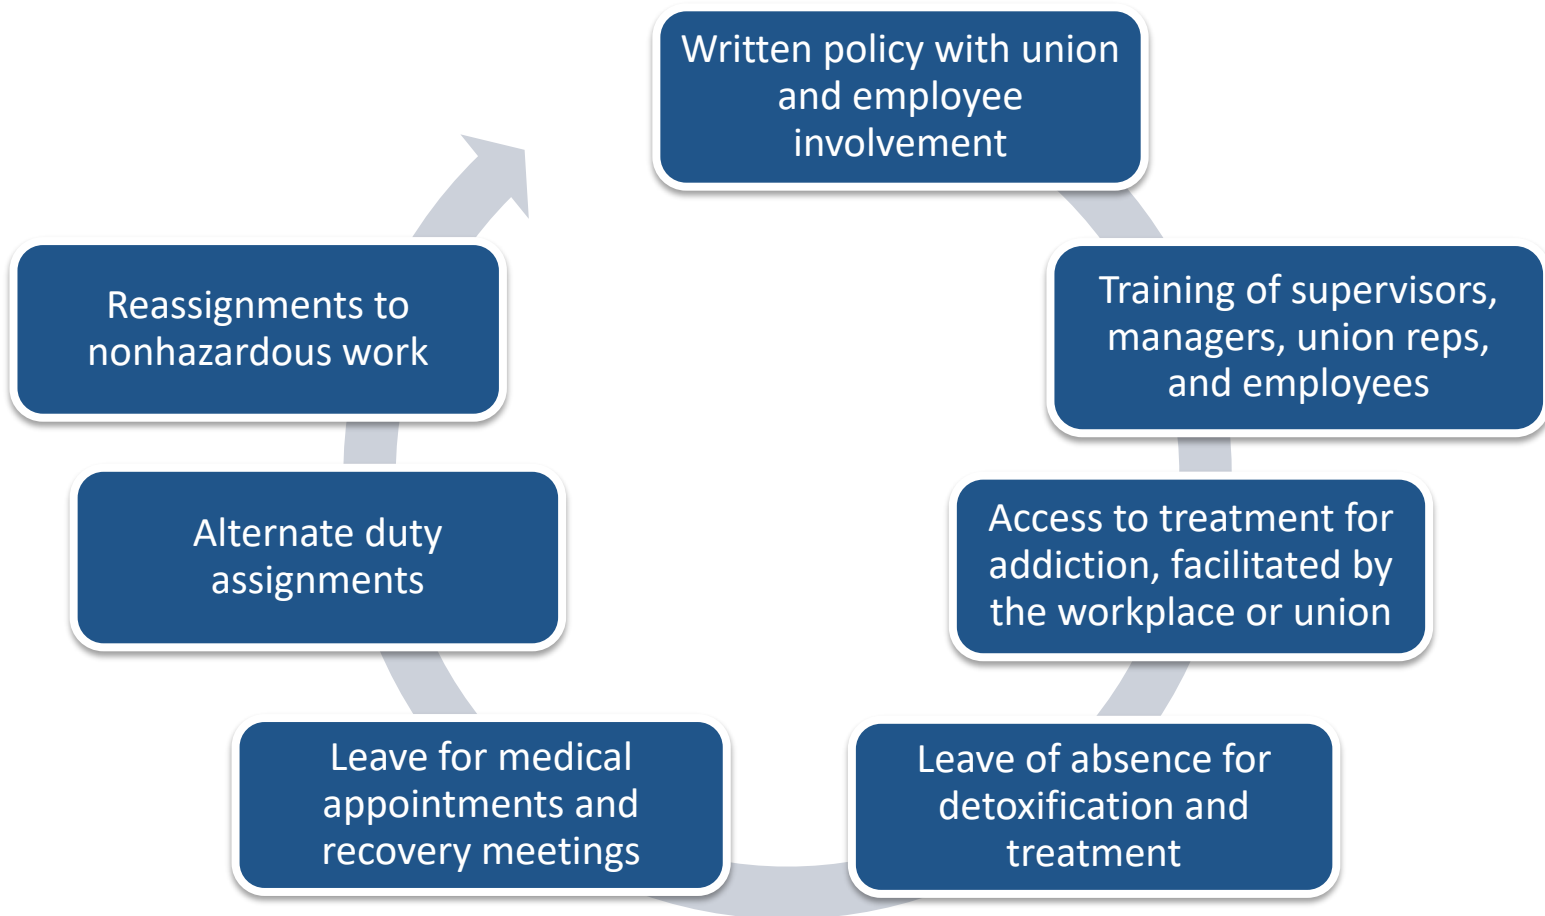 Written policy with union
and employee
involvement
Training of supervisors,
managers, union reps,
and employees
Access to treatment for
addiction, facilitated by
the workplace or union
Leave of absence for
detoxification and
treatment
Leave for medical
appointments and
recovery meetings
Alternate duty
assignments
Reassignments to
nonhazardous work